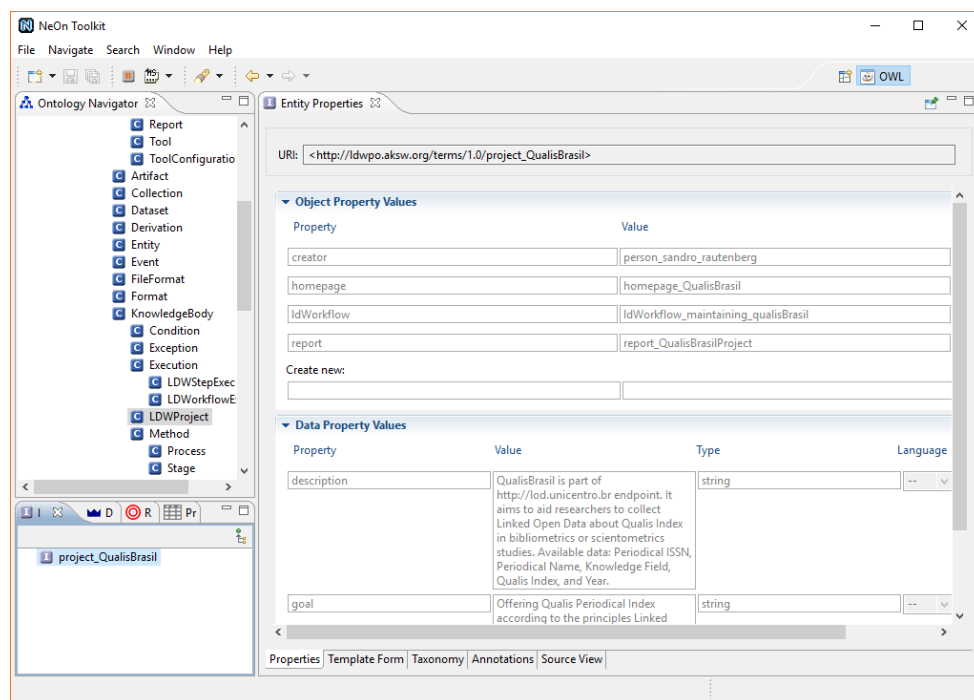 NeOn Toolkit
File Navigate Search Window Help
OWL
Ontology Navigator
Report
Tool
ToolConfiguratio
Artifact
Collection
Dataset
Derivation
Entity
Event
FileFormat
Format
KnowledgeBody
Condition
Exception
Execution
LDWStepExec
LDWorkflowE
LDWProject
Method
Process
Stage
I D R Pr
project_QualisBrasil
Entity Properties
URI: <http://ldwpo.aksw.org/terms/1.0/project_QualisBrasil>
Object Property Values
Property Value
creator person_sandro_rautenberg
homepage homepage_QualisBrasil
ldWorkflow ldWorkflow_maintaining_qualisBrasil
report report_QualisBrasilProject
Create new:
Data Property Values
Property Value Type Language
description QualisBrasil is part of string --
http://lod.unicentro.br endpoint. It
aims to aid researchers to collect
Linked Open Data about Qualis Index
in bibliometrics or scientometrics
studies. Available data: Periodical ISSN,
Periodical Name, Knowledge Field,
Qualis Index, and Year.
goal Offering Qualis Periodical Index string --
according to the principles Linked
Properties Template Form Taxonomy Annotations Source View